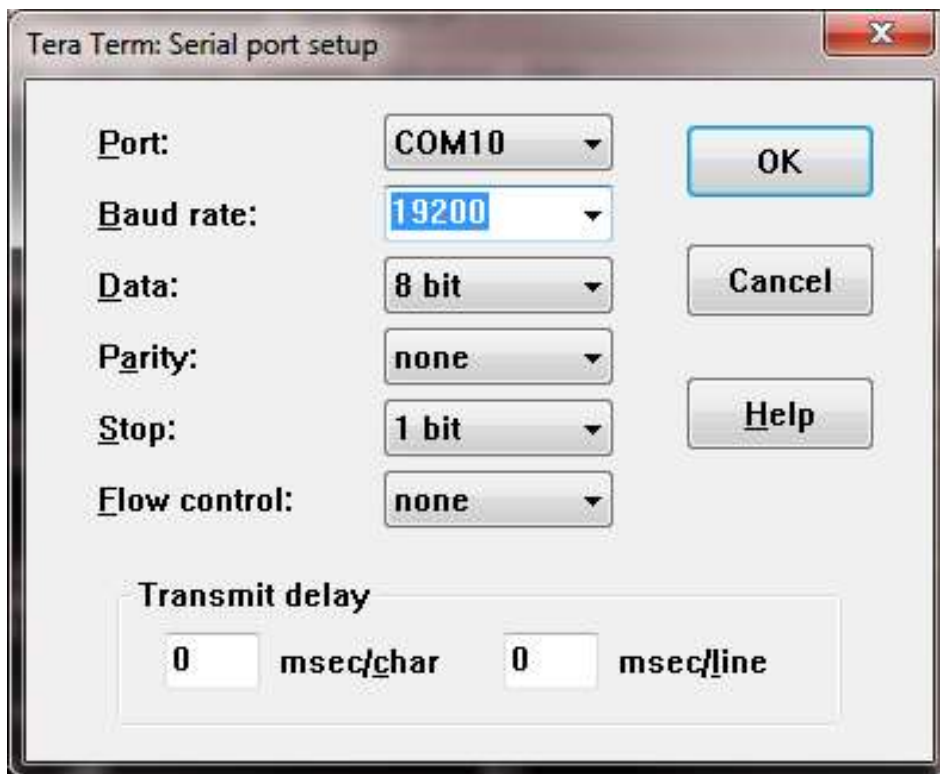 Tera Term: Serial port setup
x
Port: COM10 OK
Baud rate: 19200
Data: 8 bit Cancel
Parity: none
Stop: 1 bit Help
Flow control: none
Transmit delay
0 msec/char 0 msec/line